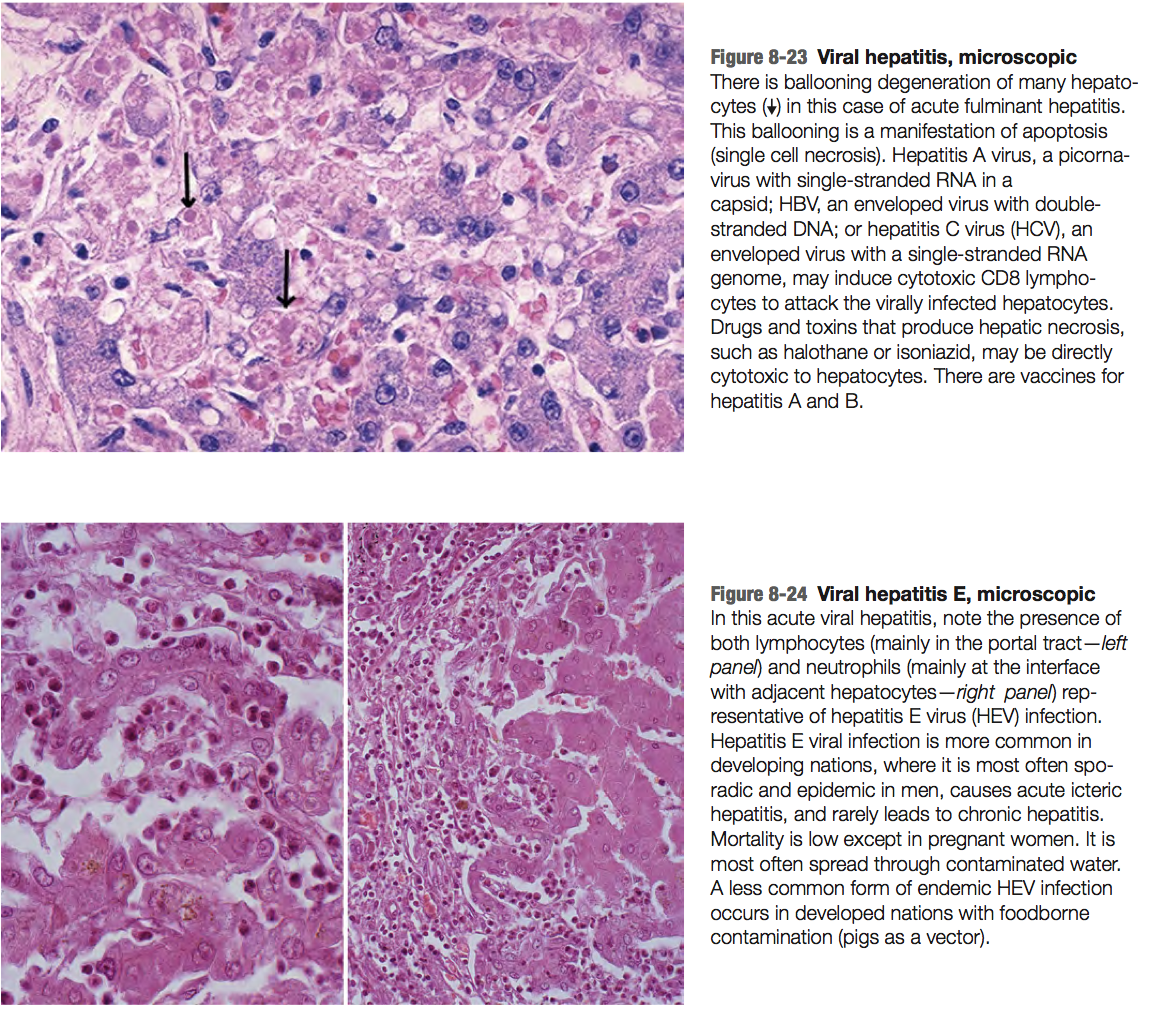 Figure 8-23 Viral hepatitis, microscopic
There is ballooning degeneration of many hepato-
cytes (↓) in this case of acute fulminant hepatitis.
This ballooning is a manifestation of apoptosis
(single cell necrosis). Hepatitis A virus, a picorna-
virus with single-stranded RNA in a
capsid; HBV, an enveloped virus with double-
stranded DNA; or hepatitis C virus (HCV), an
enveloped virus with a single-stranded RNA
genome, may induce cytotoxic CD8 lympho-
cytes to attack the virally infected hepatocytes.
Drugs and toxins that produce hepatic necrosis,
such as halothane or isoniazid, may be directly
cytotoxic to hepatocytes. There are vaccines for
hepatitis A and B.
Figure 8-24 Viral hepatitis E, microscopic
In this acute viral hepatitis, note the presence of
both lymphocytes (mainly in the portal tract—left
panel) and neutrophils (mainly at the interface
with adjacent hepatocytes—right panel) rep-
resentative of hepatitis E virus (HEV) infection.
Hepatitis E viral infection is more common in
developing nations, where it is most often spo-
radic and epidemic in men, causes acute icteric
hepatitis, and rarely leads to chronic hepatitis.
Mortality is low except in pregnant women. It is
most often spread through contaminated water.
A less common form of endemic HEV infection
occurs in developed nations with foodborne
contamination (pigs as a vector).